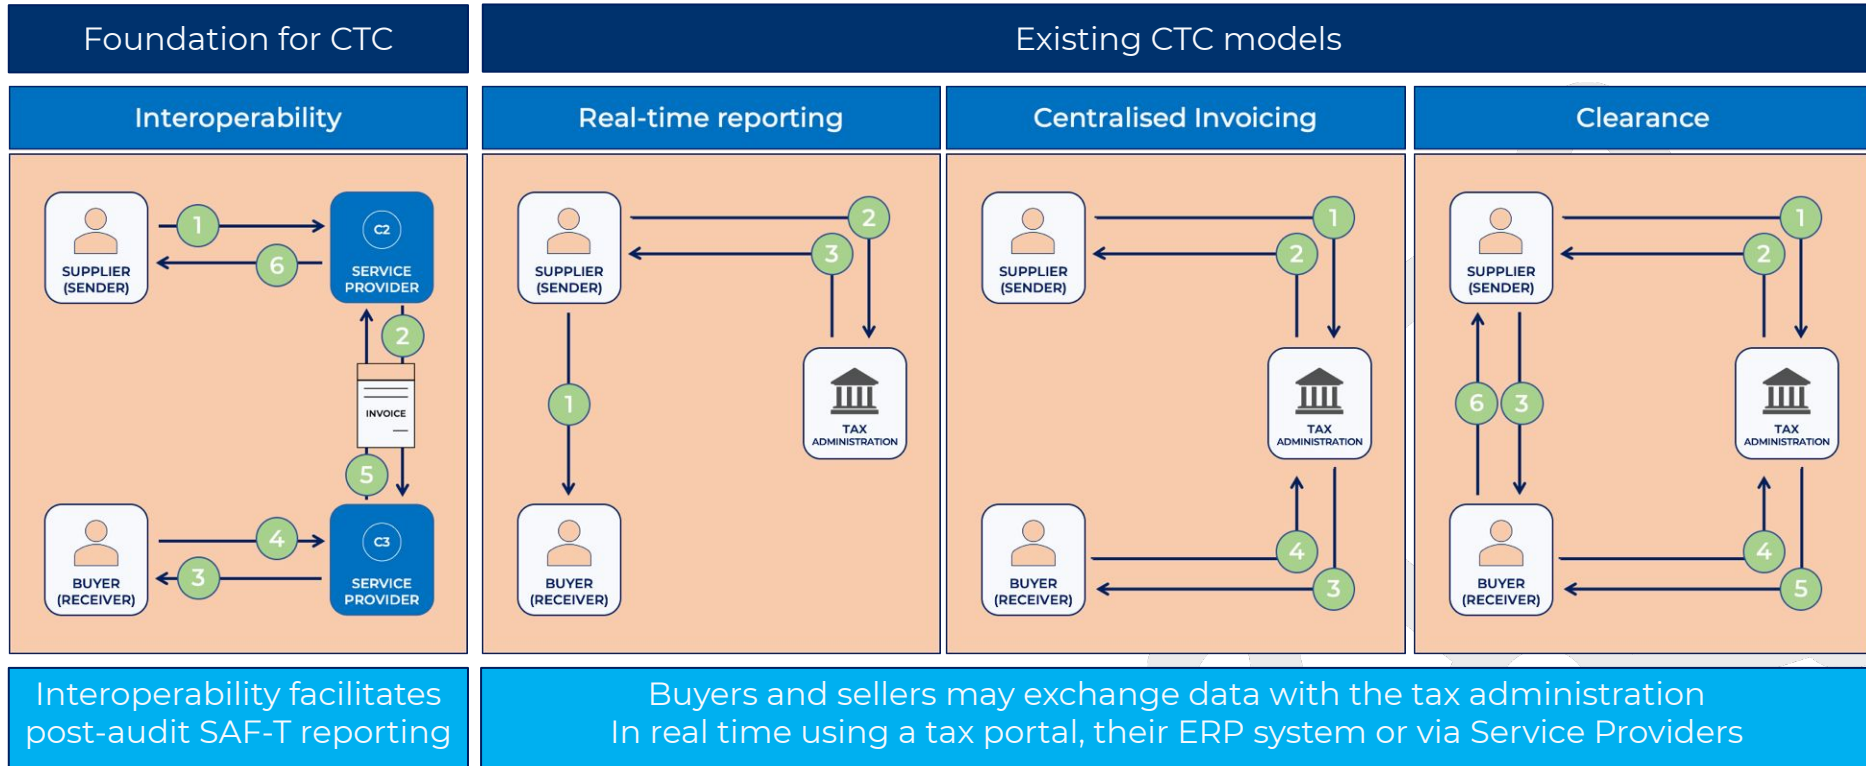 Foundation for CTC
Existing CTC models
Interoperability
Real-time reporting
Centralised Invoicing
Clearance
1
6
SUPPLIER
(SENDER)
C2
SERVICE
PROVIDER
2
INVOICE
5
4
3
BUYER
(RECEIVER)
C3
SERVICE
PROVIDER
2
3
SUPPLIER
(SENDER)
1
TAX
ADMINISTRATION
BUYER
(RECEIVER)
1
2
SUPPLIER
(SENDER)
TAX
ADMINISTRATION
4
3
BUYER
(RECEIVER)
1
2
SUPPLIER
(SENDER)
6
3
TAX
ADMINISTRATION
4
5
BUYER
(RECEIVER)
Interoperability facilitates
post-audit SAF-T reporting
Buyers and sellers may exchange data with the tax administration
In real time using a tax portal, their ERP system or via Service Providers